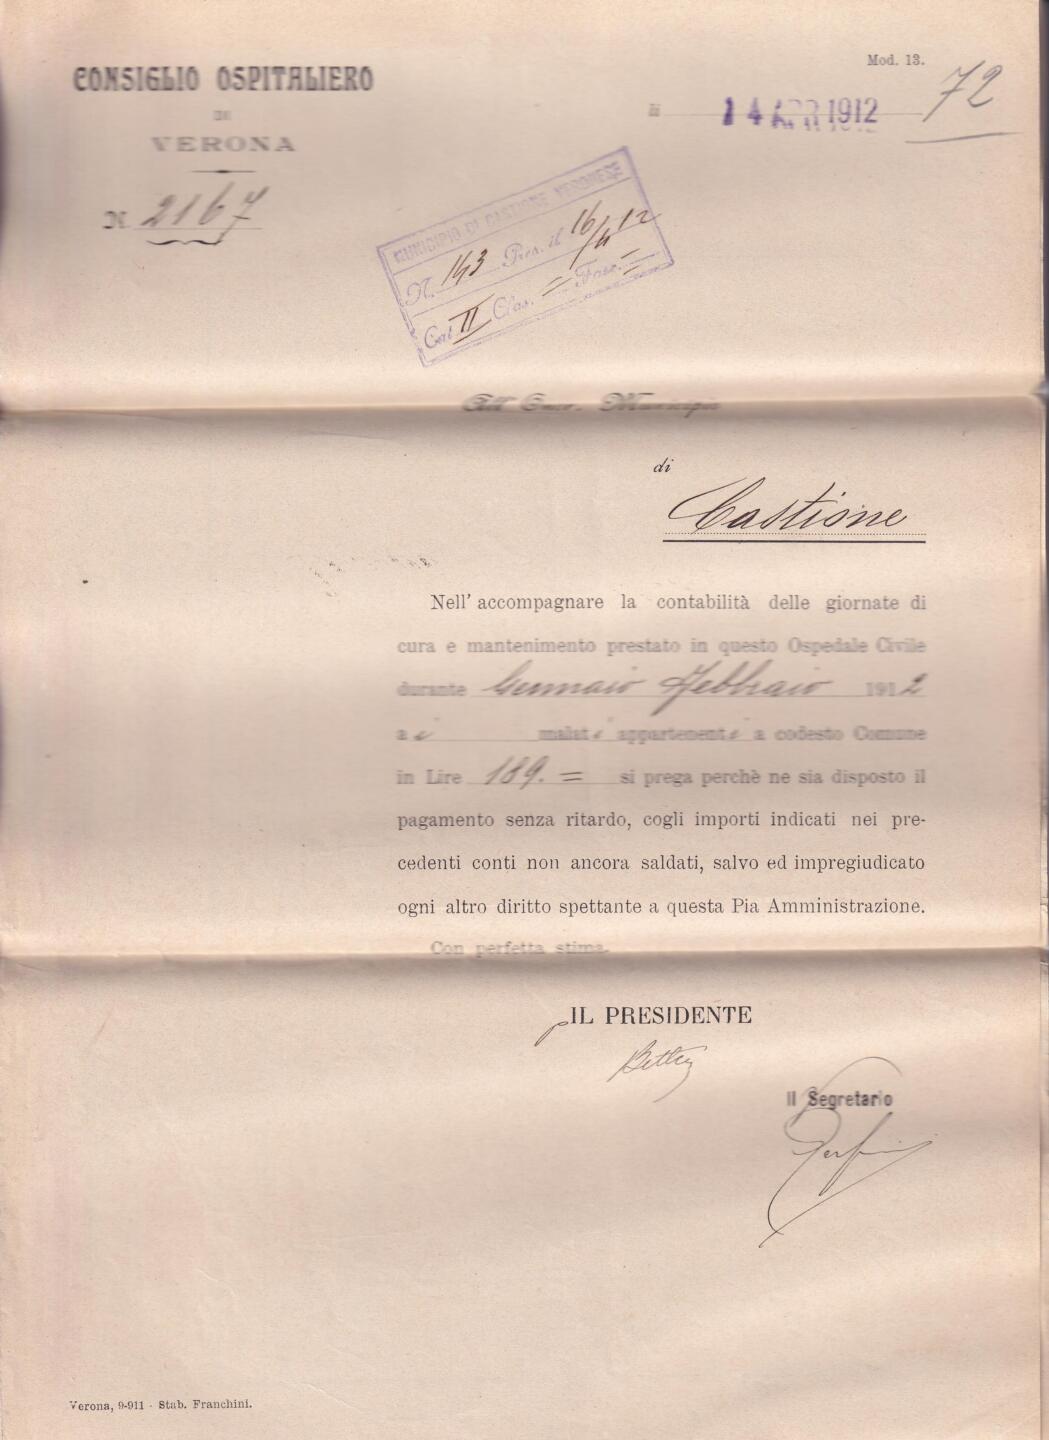 Mod. 13.
72
CONSIGLIO OSPITALIERO
DI
VERONA
N. 2167
li 14 APR 1912
MUNICIPIO DI CASTIONE VERONESE
N. 143 Pres. il 16/4 12
Cat. II Clas. = Fasc. =
All' Onor. Municipio
di
Castione
Nell' accompagnare la contabilità delle giornate di
cura e mantenimento prestato in questo Ospedale Civile
durante Gennaio Febbraio 1912
a i malati appartenenti a codesto Comune
in Lire 189. = si prega perchè ne sia disposto il
pagamento senza ritardo, cogli importi indicati nei pre-
cedenti conti non ancora saldati, salvo ed impregiudicato
ogni altro diritto spettante a questa Pia Amministrazione.
Con perfetta stima.
p IL PRESIDENTE
Il Segretario
Verona, 9-911 - Stab. Franchini.